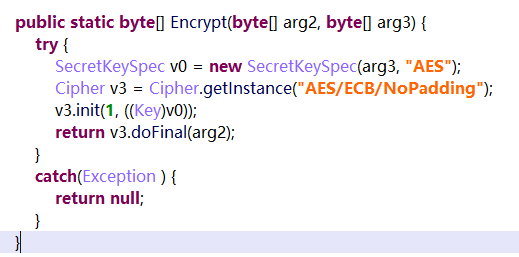 public static byte[] Encrypt(byte[] arg2, byte[] arg3) {
try {
SecretKeySpec v0 = new SecretKeySpec(arg3, "AES");
Cipher v3 = Cipher.getInstance("AES/ECB/NoPadding");
v3.init(1, ((Key)v0));
return v3.doFinal(arg2);
}
catch(Exception ) {
return null;
}
}